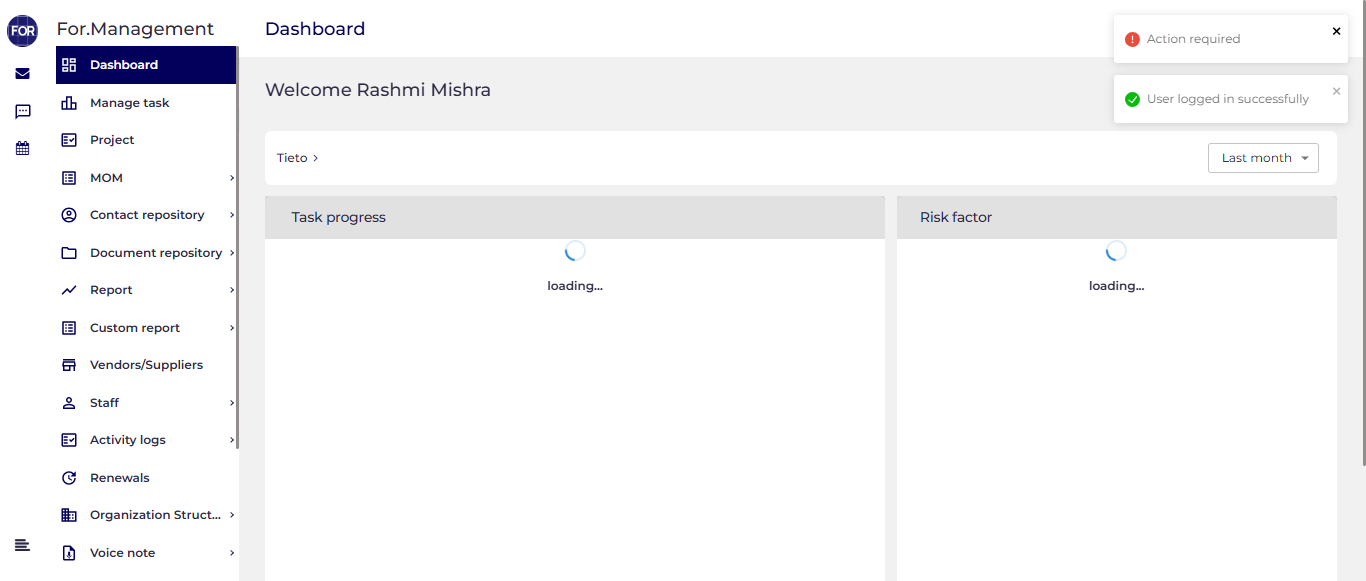 FOR
For.Management
Dashboard
Manage task
Project
MOM
Contact repository
Document repository
Report
Custom report
Vendors/Suppliers
Staff
Activity logs
Renewals
Organization Struct...
Voice note
Dashboard
Action required
User logged in successfully
Welcome Rashmi Mishra
Tieto
Last month
Task progress
loading...
Risk factor
loading...